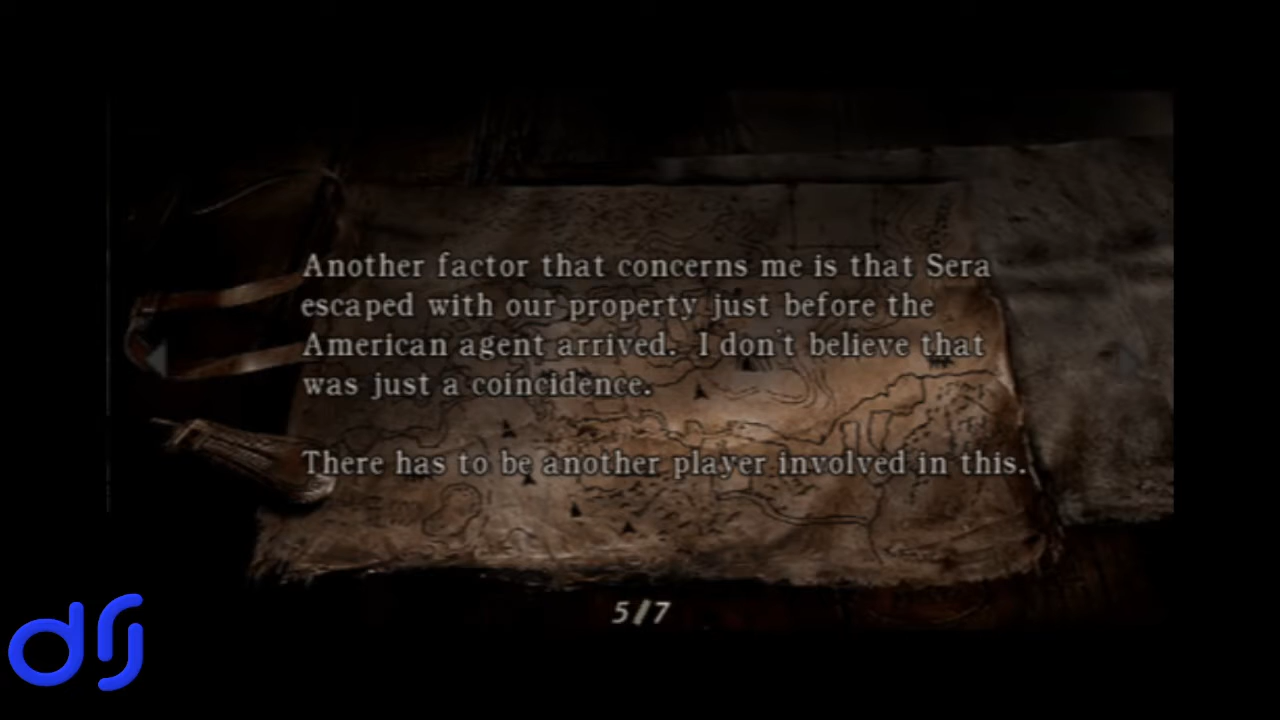 Another factor that concerns me is that Sera
escaped with our property just before the
American agent arrived. I don't believe that
was just a coincidence.
There has to be another player involved in this.
5/7